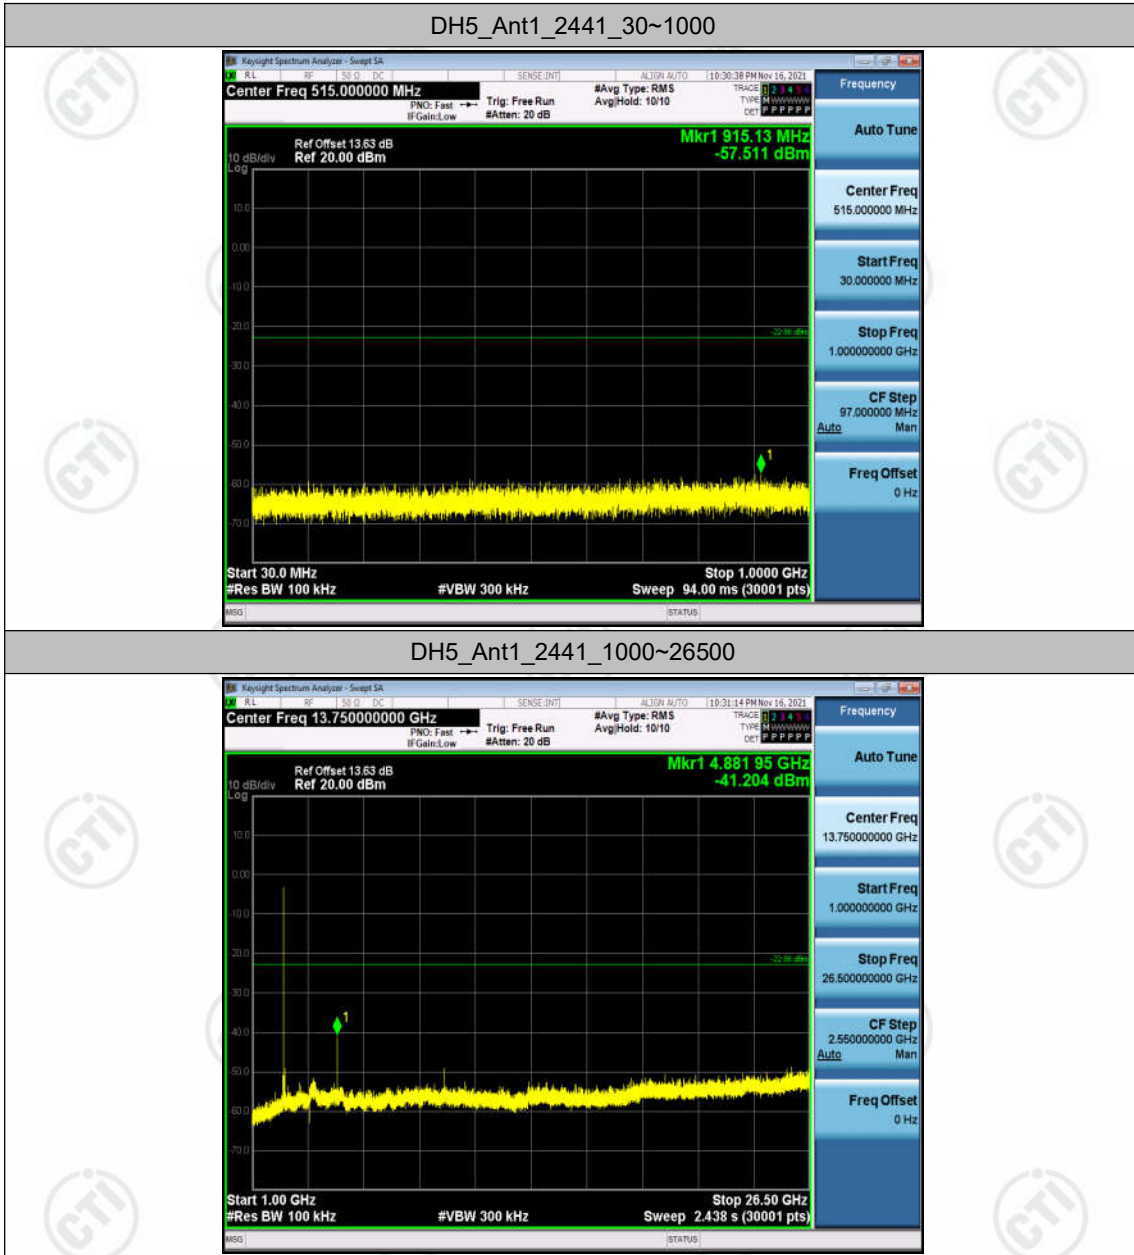 DH5_Ant1_2441_30~1000
Keysight Spectrum Analyzer - Swept SA
RL RF 50 Ω DC SENSE:INT ALIGN AUTO 10:30:38 PM Nov 16, 2021
Center Freq 515.000000 MHz
PNO: Fast
IFGain:Low
Trig: Free Run
#Atten: 20 dB
#Avg Type: RMS
Avg|Hold: 10/10
TRACE 1 2 3 4 5 6
TYPE M WWWWW
DET P P P P P P
Frequency
Mkr1 915.13 MHz
-57.511 dBm
Ref Offset 13.63 dB
10 dB/div Ref 20.00 dBm
Log
10.0
0.00
-10.0
-20.0
-22.86 dBm
-30.0
-40.0
-50.0
1
-60.0
-70.0
Start 30.0 MHz Stop 1.0000 GHz
#Res BW 100 kHz #VBW 300 kHz Sweep 94.00 ms (30001 pts)
MSG STATUS
Auto Tune
Center Freq
515.000000 MHz
Start Freq
30.000000 MHz
Stop Freq
1.000000000 GHz
CF Step
97.000000 MHz
Auto Man
Freq Offset
0 Hz
DH5_Ant1_2441_1000~26500
Keysight Spectrum Analyzer - Swept SA
RL RF 50 Ω DC SENSE:INT ALIGN AUTO 10:31:14 PM Nov 16, 2021
Center Freq 13.750000000 GHz
PNO: Fast
IFGain:Low
Trig: Free Run
#Atten: 20 dB
#Avg Type: RMS
Avg|Hold: 10/10
TRACE 1 2 3 4 5 6
TYPE M WWWWW
DET P P P P P P
Frequency
Mkr1 4.881 95 GHz
-41.204 dBm
Ref Offset 13.63 dB
10 dB/div Ref 20.00 dBm
Log
10.0
0.00
-10.0
-20.0
-22.86 dBm
-30.0
1
-40.0
-50.0
-60.0
-70.0
Start 1.00 GHz Stop 26.50 GHz
#Res BW 100 kHz #VBW 300 kHz Sweep 2.438 s (30001 pts)
MSG STATUS
Auto Tune
Center Freq
13.750000000 GHz
Start Freq
1.000000000 GHz
Stop Freq
26.500000000 GHz
CF Step
2.550000000 GHz
Auto Man
Freq Offset
0 Hz
CTI
CTI
CTI
CTI
CTI
CTI
CTI
CTI